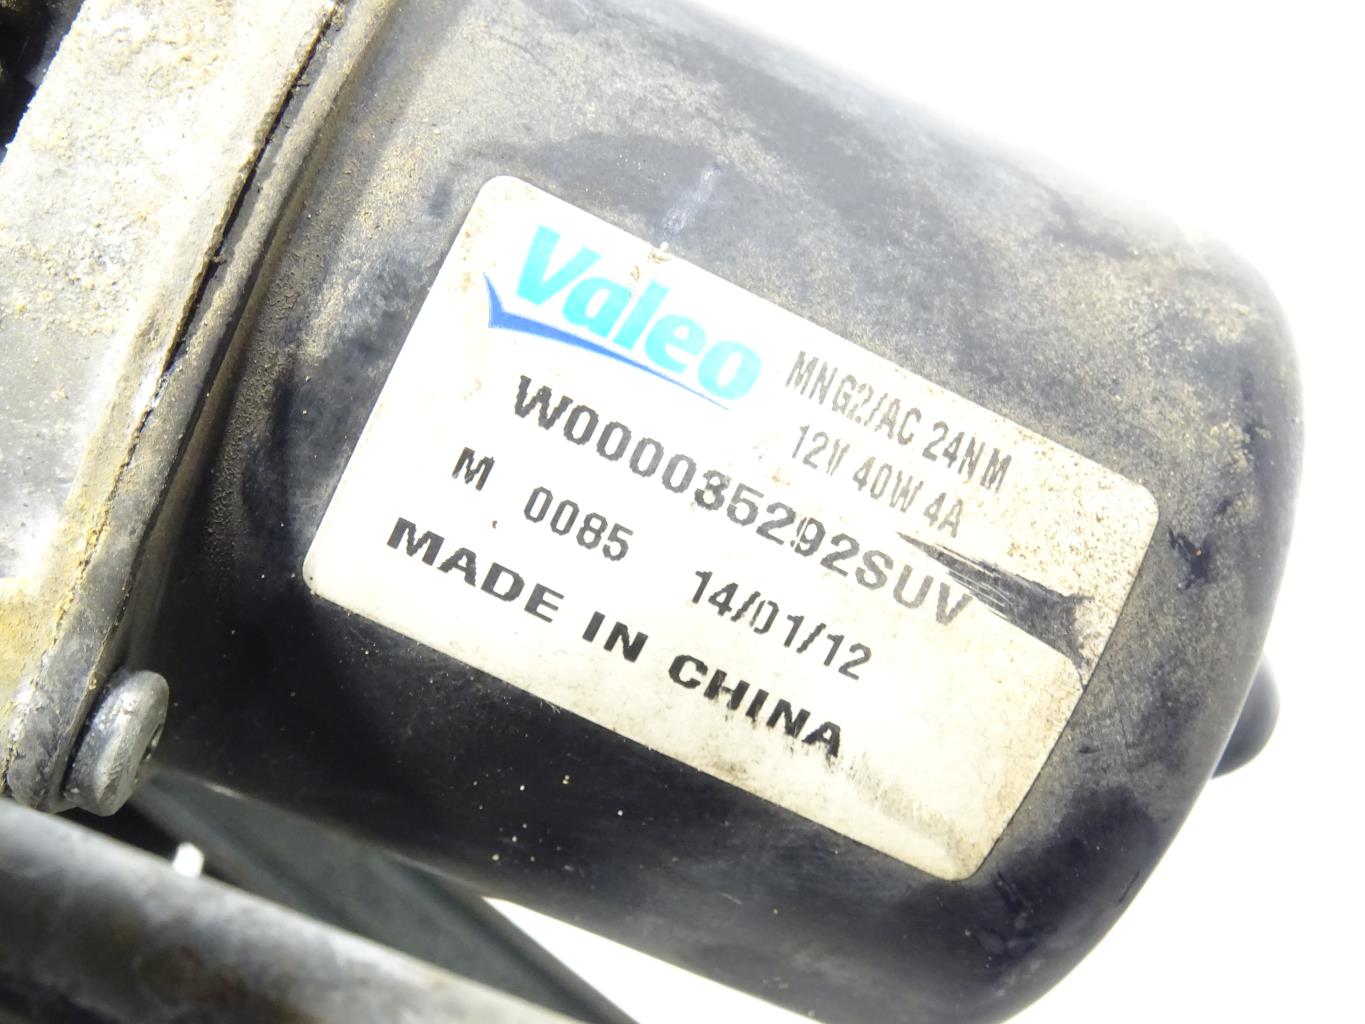 Valeo
MNG2/AC 24NM
12V 40W 4A
W000035292SUV
M 0085 14/01/12
MADE IN CHINA